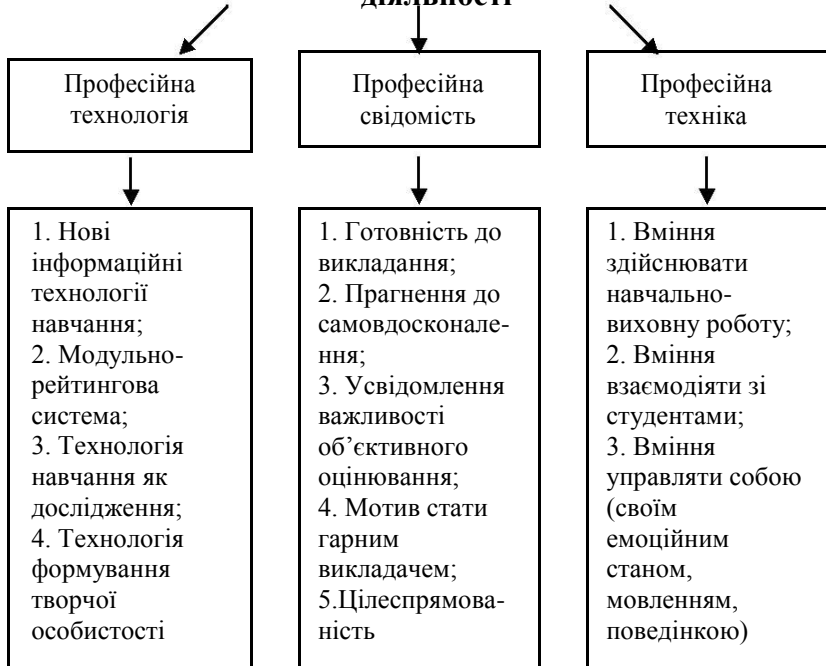 діяльності
Професійна
технологія
Професійна
свідомість
Професійна
техніка
1. Нові
інформаційні
технології
навчання;
2. Модульно-
рейтингова
система;
3. Технологія
навчання як
дослідження;
4. Технологія
формування
творчої
особистості
1. Готовність до
викладання;
2. Прагнення до
самовдосконале-
ння;
3. Усвідомлення
важливості
об’єктивного
оцінювання;
4. Мотив стати
гарним
викладачем;
5.Цілеспрямова-
ність
1. Вміння
здійснювати
навчально-
виховну роботу;
2. Вміння
взаємодіяти зі
студентами;
3. Вміння
управляти собою
(своїм
емоційним
станом,
мовленням,
поведінкою)